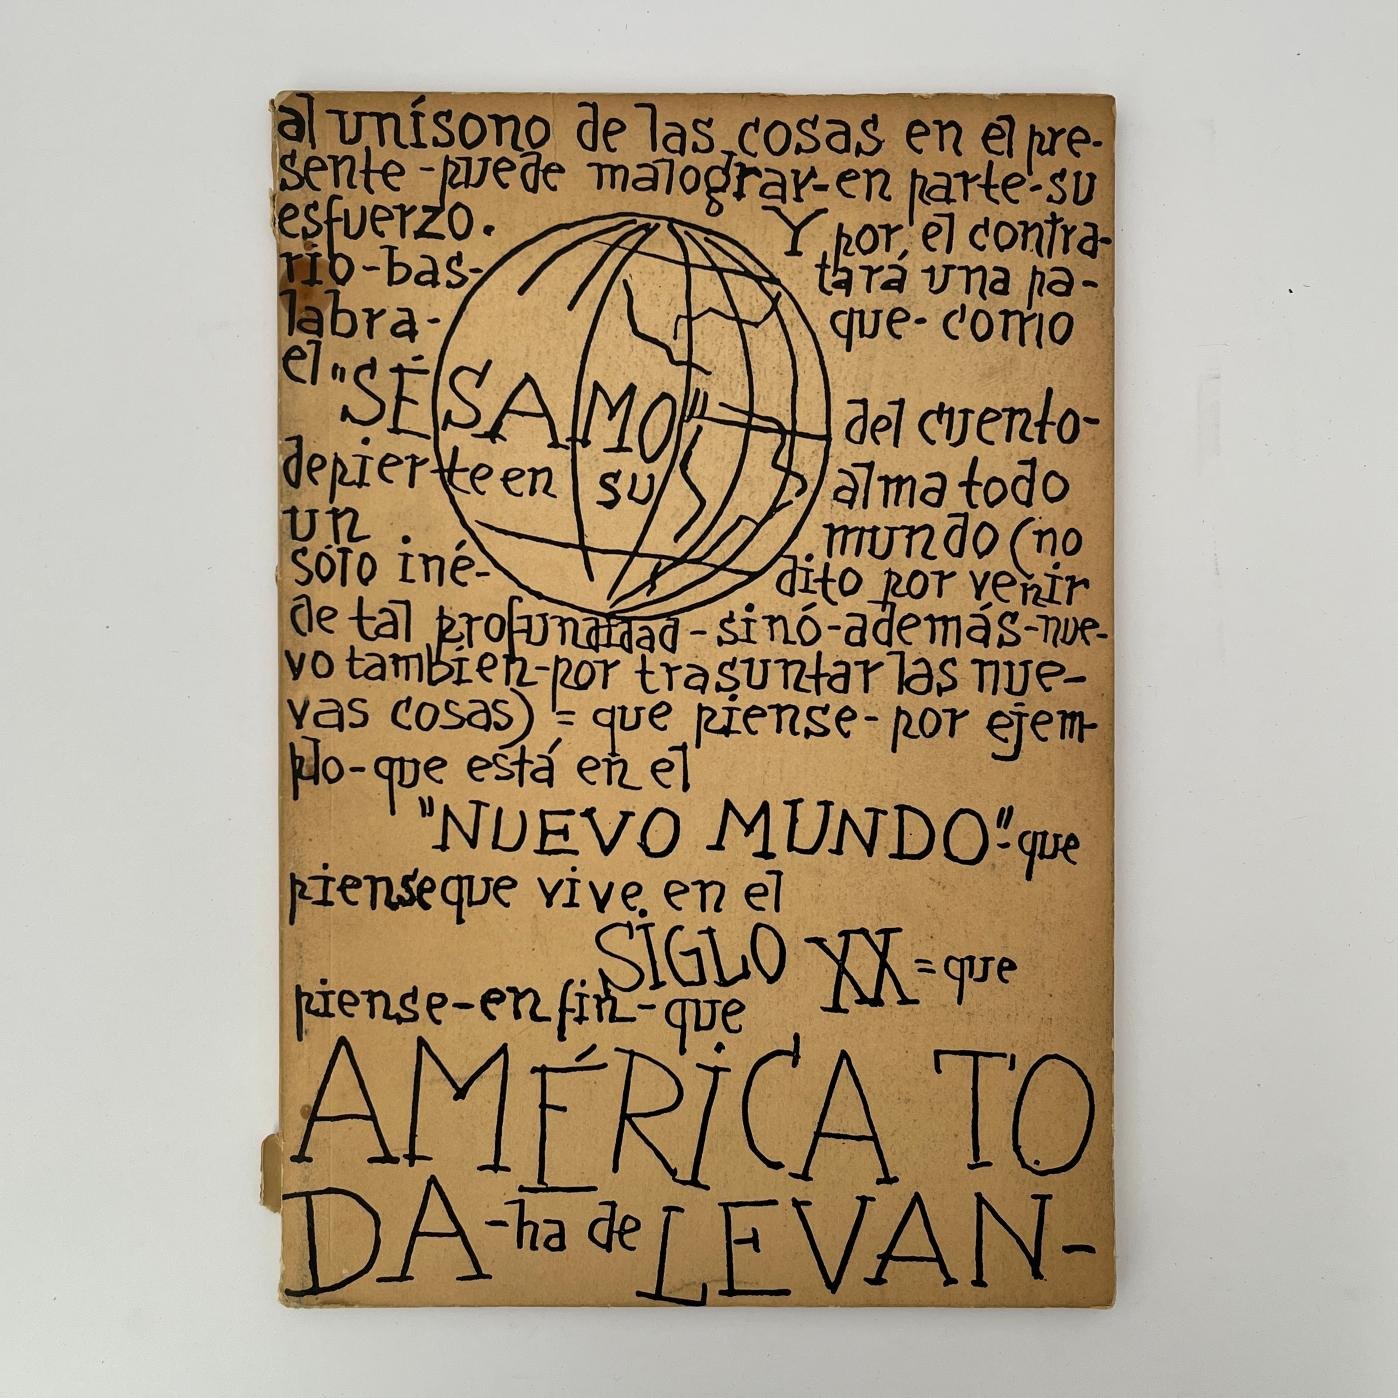 al unísono de las cosas en el pre-
sente-puede malograr-en parte-su
esfuerzo. Y por el contra-
rio-bas- tará una pa-
labra- que-como
el "SÉSAMO" del cuento-
depierte en su alma todo
un mundo (no
sólo iné- dito por venir
de tal profundidad-sinó-además-nue-
vo tambien-por trasuntar las nue-
vas cosas) = que piense-por ejem-
plo-que está en el
"NUEVO MUNDO"-que
piense que vive en el
SIGLO XX = que
piense-en fin-que
AMÉRICA TO
DA-ha de LEVAN-